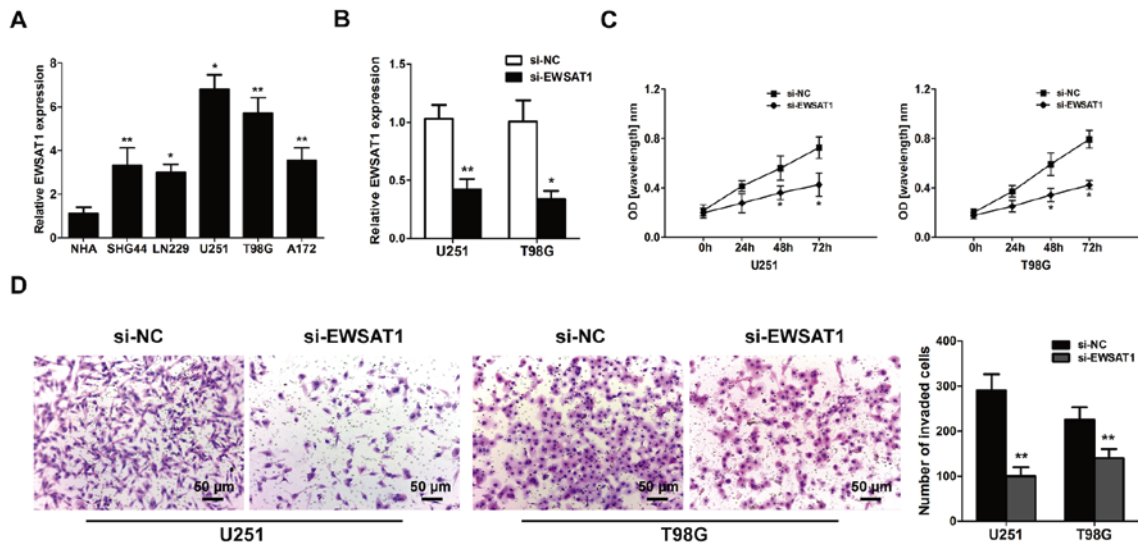 A
Relative EWSAT1 expression
8
6
4
2
0
*
**
**
*
**
**
NHA SHG44 LN229 U251 T98G A172
B
si-NC
si-EWSAT1
Relative EWSAT1 expression
1.5
1.0
0.5
0.0
**
*
U251 T98G
C
si-NC
si-EWSAT1
OD [wavelength] nm
1.2
0.8
0.4
0.0
* *
0h 24h 48h 72h
U251
si-NC
si-EWSAT1
OD [wavelength] nm
1.2
0.8
0.4
0.0
* *
0h 24h 48h 72h
T98G
D
si-NC si-EWSAT1 si-NC si-EWSAT1
50 μm 50 μm 50 μm 50 μm
U251 T98G
si-NC
si-EWSAT1
Number of invaded cells
400
300
200
100
0
**
**
U251 T98G